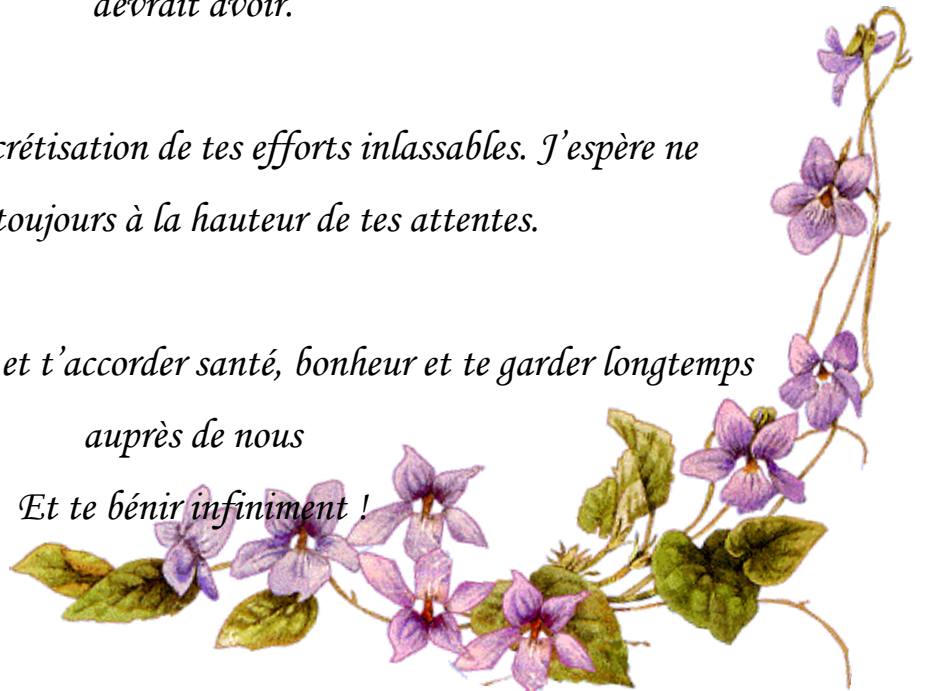 devrait avoir.
crétisation de tes efforts inlassables. J’espère ne
toujours à la hauteur de tes attentes.
et t’accorder santé, bonheur et te garder longtemps
auprès de nous
Et te bénir infiniment !